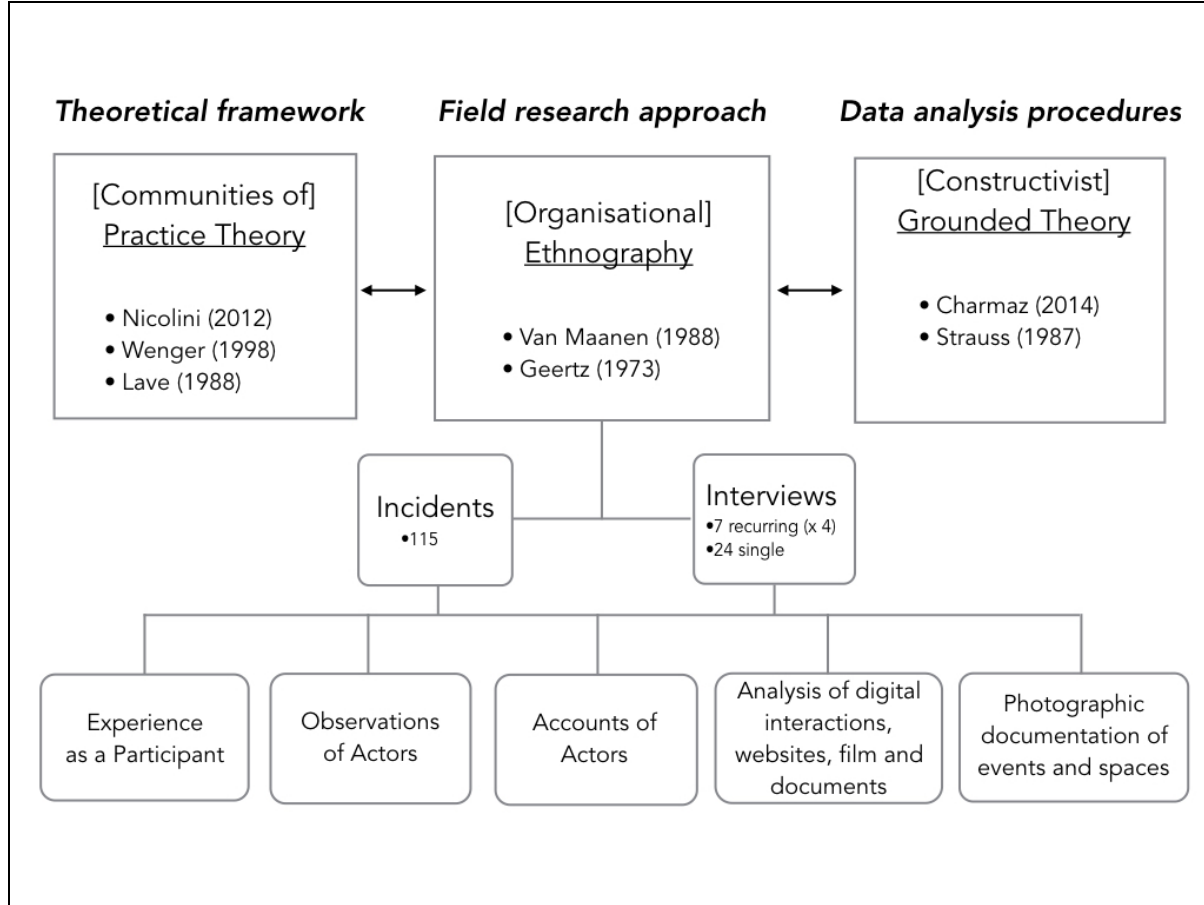 Theoretical framework
Field research approach
Data analysis procedures
[Communities of]
Practice Theory
• Nicolini (2012)
• Wenger (1998)
• Lave (1988)
[Organisational]
Ethnography
• Van Maanen (1988)
• Geertz (1973)
[Constructivist]
Grounded Theory
• Charmaz (2014)
• Strauss (1987)
Incidents
•115
Interviews
•7 recurring (x 4)
•24 single
Experience
as a Participant
Observations
of Actors
Accounts of
Actors
Analysis of digital
interactions,
websites, film and
documents
Photographic
documentation of
events and spaces